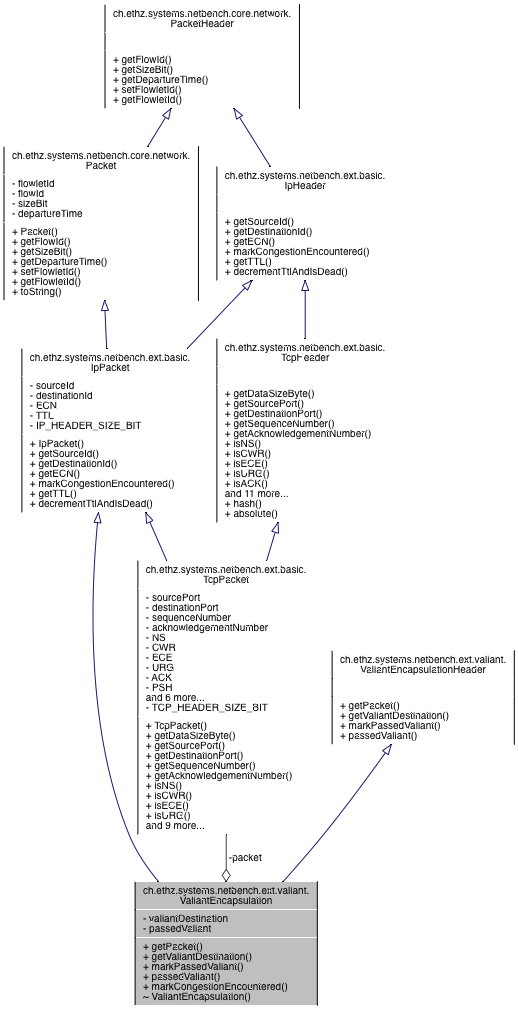 ch.ethz.systems.netbench.core.network.
PacketHeader
+ getFlowId()
+ getSizeBit()
+ getDepartureTime()
+ setFlowletId()
+ getFlowletId()
ch.ethz.systems.netbench.core.network.
Packet
- flowletId
- flowId
- sizeBit
- departureTime
+ Packet()
+ getFlowId()
+ getSizeBit()
+ getDepartureTime()
+ setFlowletId()
+ getFlowletId()
+ toString()
ch.ethz.systems.netbench.ext.basic.
IpHeader
+ getSourceId()
+ getDestinationId()
+ getECN()
+ markCongestionEncountered()
+ getTTL()
+ decrementTtlAndIsDead()
ch.ethz.systems.netbench.ext.basic.
IpPacket
- sourceId
- destinationId
- ECN
- TTL
- IP_HEADER_SIZE_BIT
+ IpPacket()
+ getSourceId()
+ getDestinationId()
+ getECN()
+ markCongestionEncountered()
+ getTTL()
+ decrementTtlAndIsDead()
ch.ethz.systems.netbench.ext.basic.
TcpHeader
+ getDataSizeByte()
+ getSourcePort()
+ getDestinationPort()
+ getSequenceNumber()
+ getAcknowledgementNumber()
+ isNS()
+ isCWR()
+ isECE()
+ isURG()
+ isACK()
and 11 more...
+ hash()
+ absolute()
ch.ethz.systems.netbench.ext.basic.
TcpPacket
- sourcePort
- destinationPort
- sequenceNumber
- acknowledgementNumber
- NS
- CWR
- ECE
- URG
- ACK
- PSH
and 6 more...
- TCP_HEADER_SIZE_BIT
+ TcpPacket()
+ getDataSizeByte()
+ getSourcePort()
+ getDestinationPort()
+ getSequenceNumber()
+ getAcknowledgementNumber()
+ isNS()
+ isCWR()
+ isECE()
+ isURG()
and 9 more...
ch.ethz.systems.netbench.ext.valiant.
ValiantEncapsulationHeader
+ getPacket()
+ getValiantDestination()
+ markPassedValiant()
+ passedValiant()
-packet
ch.ethz.systems.netbench.ext.valiant.
ValiantEncapsulation
- valiantDestination
- passedValiant
+ getPacket()
+ getValiantDestination()
+ markPassedValiant()
+ passedValiant()
+ markCongestionEncountered()
~ ValiantEncapsulation()